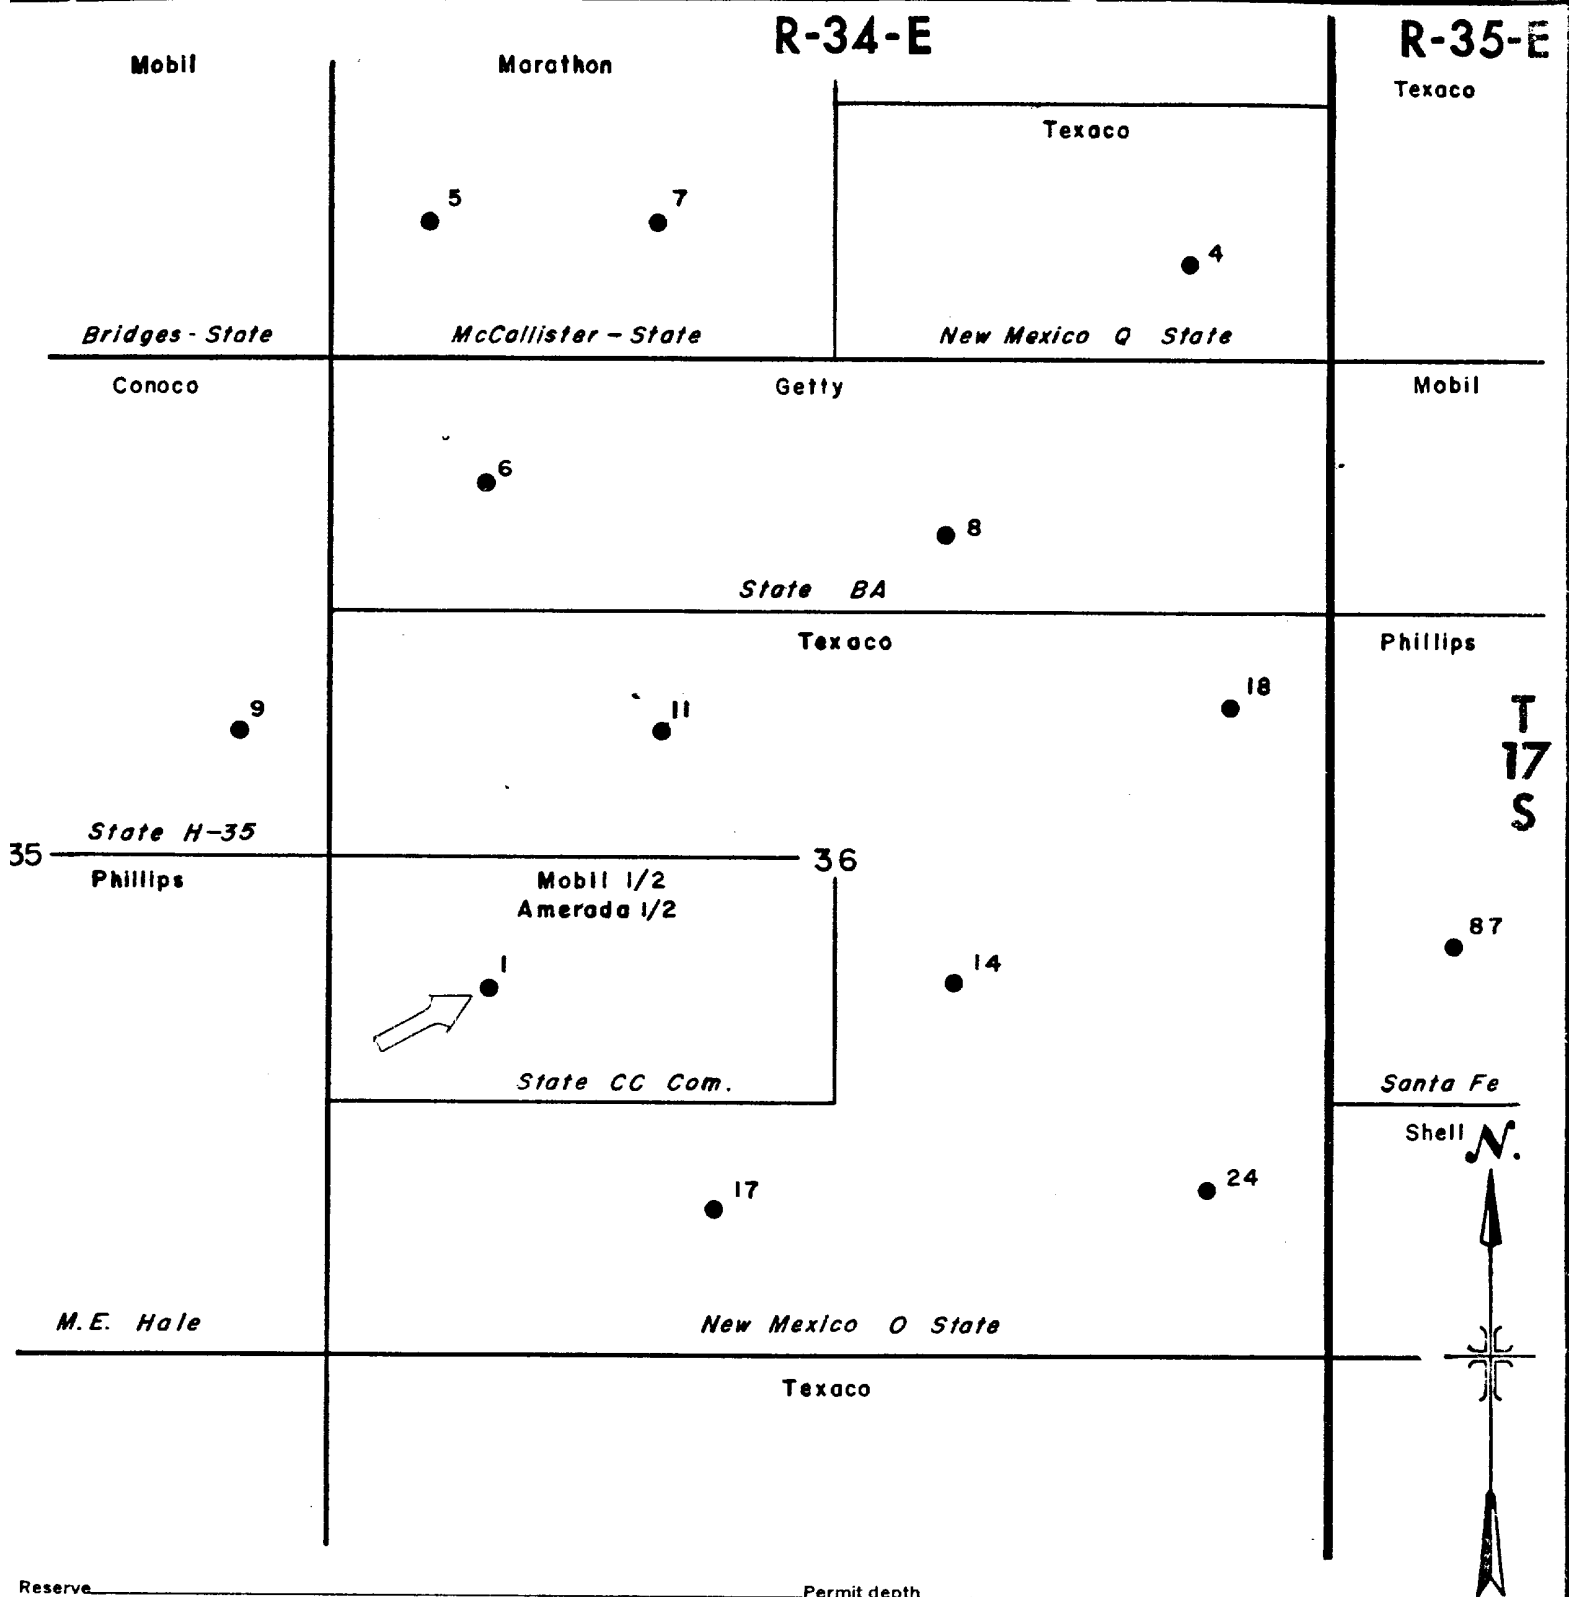 R-34-E
R-35-E
Mobil
Marathon
Texaco
Texaco
5
7
4
Bridges - State
McCallister - State
New Mexico Q State
Conoco
Getty
Mobil
6
8
State BA
Texaco
Phillips
9
11
18
T
17
S
State H-35
35
36
Phillips
Mobil 1/2
Amerada 1/2
1
14
87
State CC Com.
Santa Fe
Shell
N.
17
24
M.E. Hale
New Mexico O State
Texaco
Reserve
Permit depth